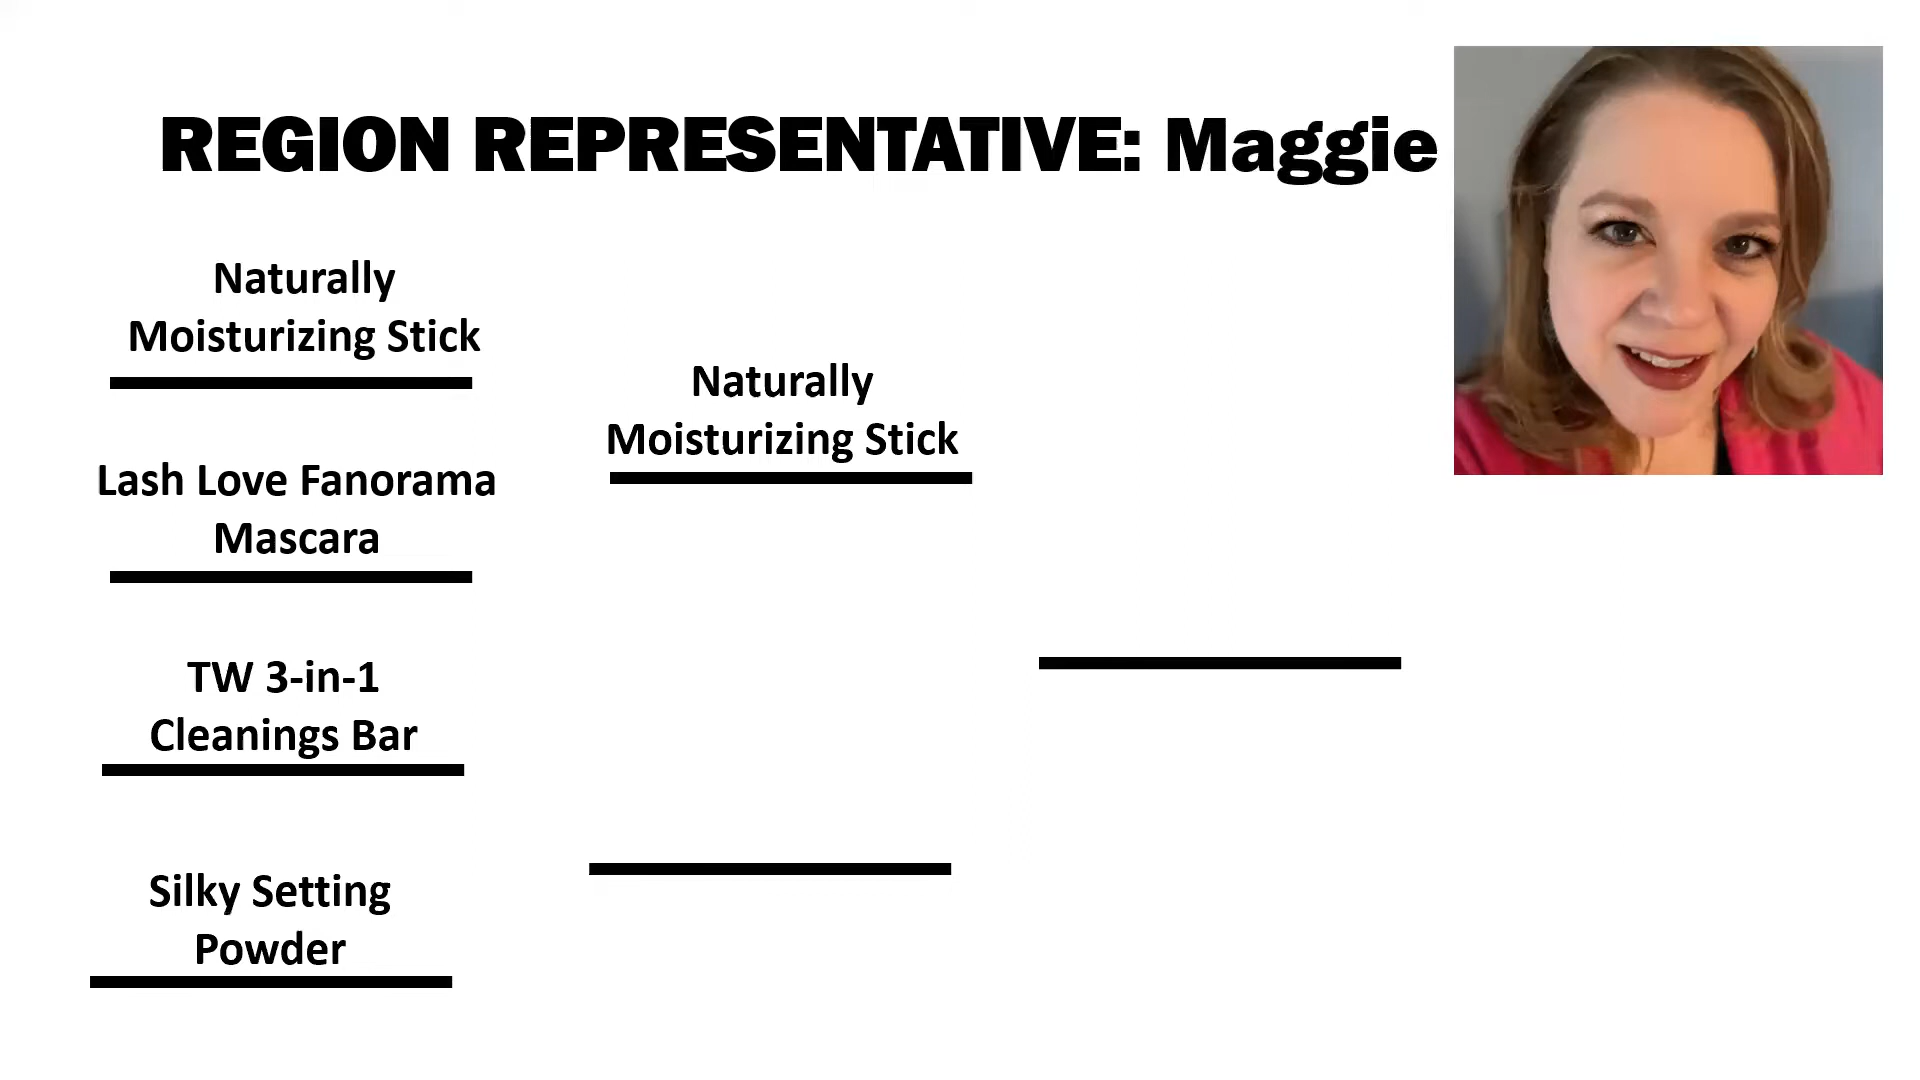 REGION REPRESENTATIVE: Maggie
Naturally
Moisturizing Stick
Lash Love Fanorama
Mascara
TW 3-in-1
Cleanings Bar
Silky Setting
Powder
Naturally
Moisturizing Stick